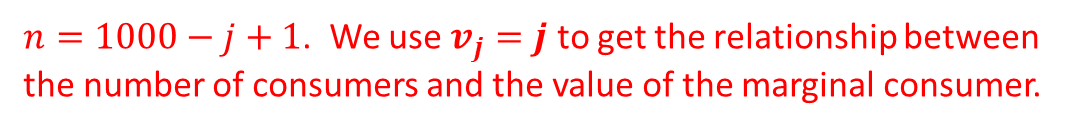 n = 1000 − j + 1. We use vⱼ = j to get the relationship between
the number of consumers and the value of the marginal consumer.